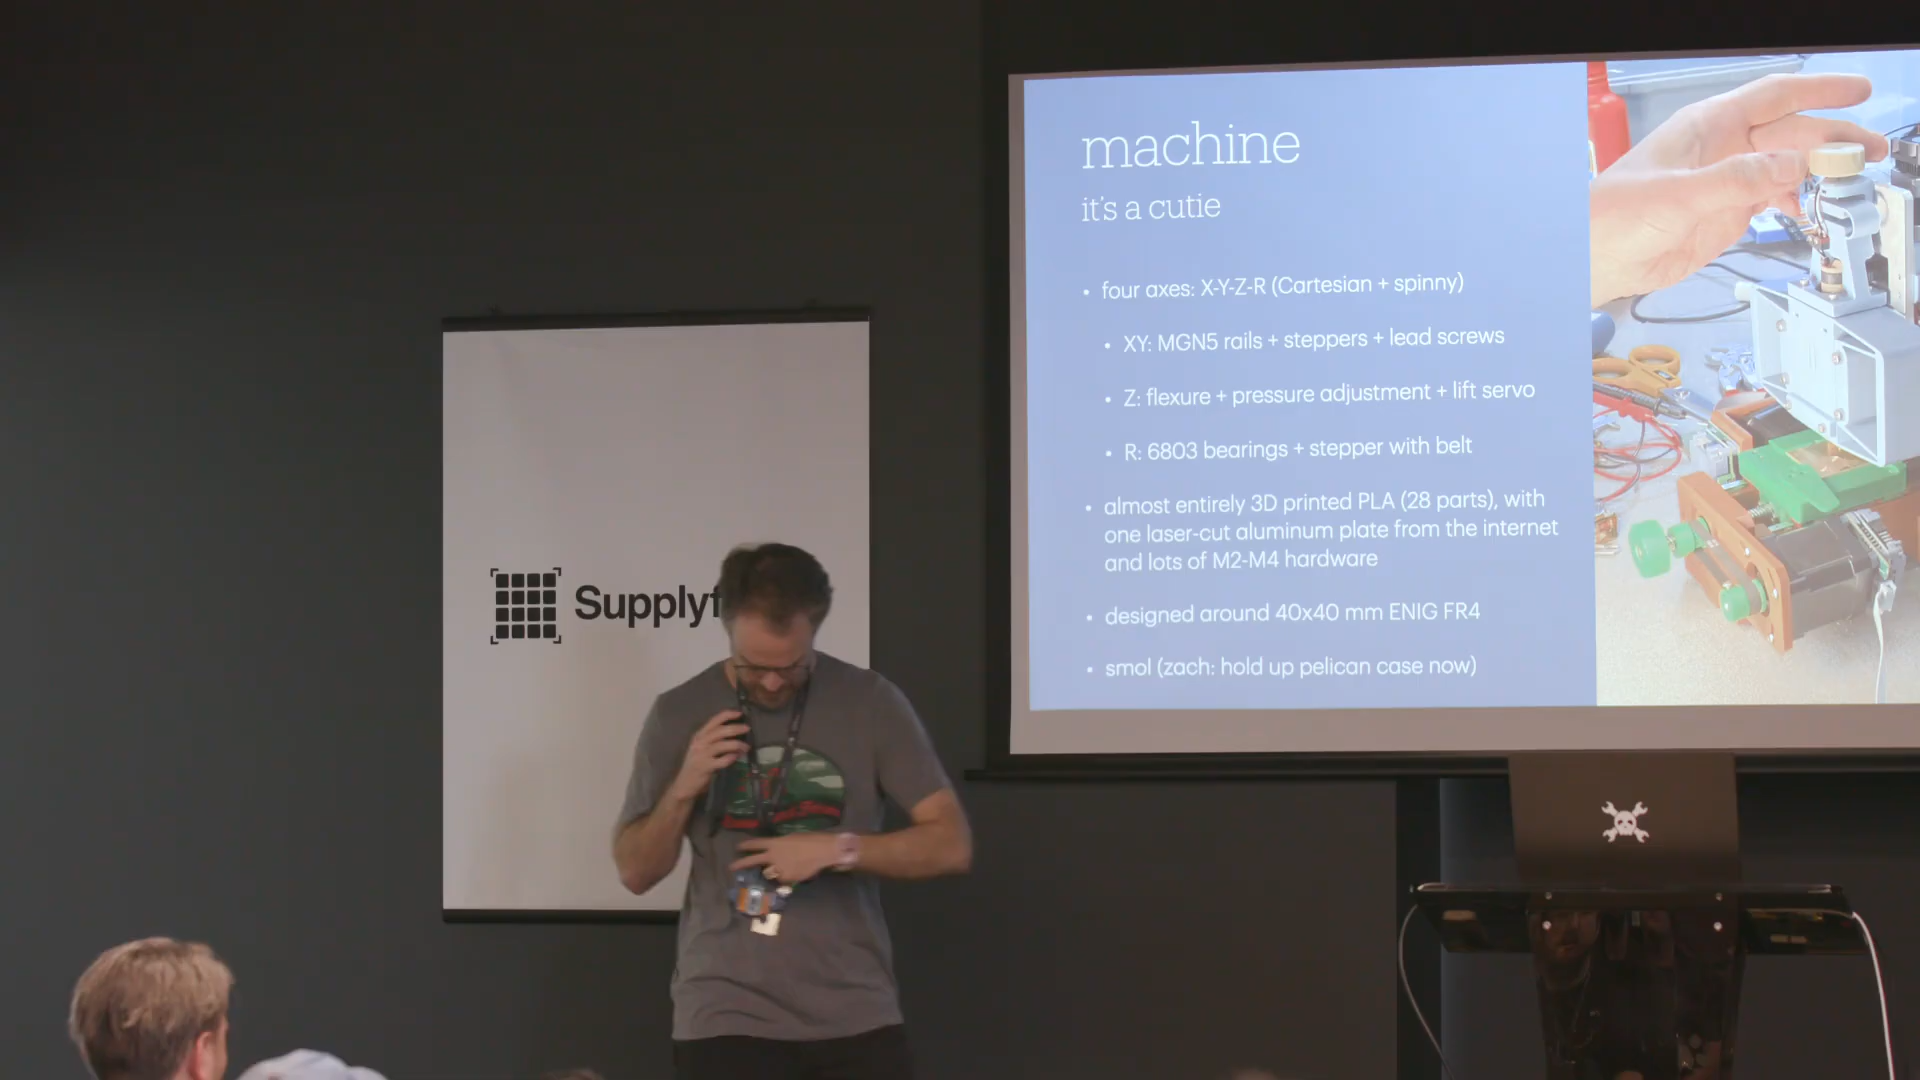 machine
it's a cutie
• four axes: X-Y-Z-R (Cartesian + spinny)
• XY: MGN5 rails + steppers + lead screws
• Z: flexure + pressure adjustment + lift servo
• R: 6803 bearings + stepper with belt
• almost entirely 3D printed PLA (28 parts), with
one laser-cut aluminum plate from the internet
and lots of M2-M4 hardware
• designed around 40x40 mm ENIG FR4
• smol (zach: hold up pelican case now)
Supplyf